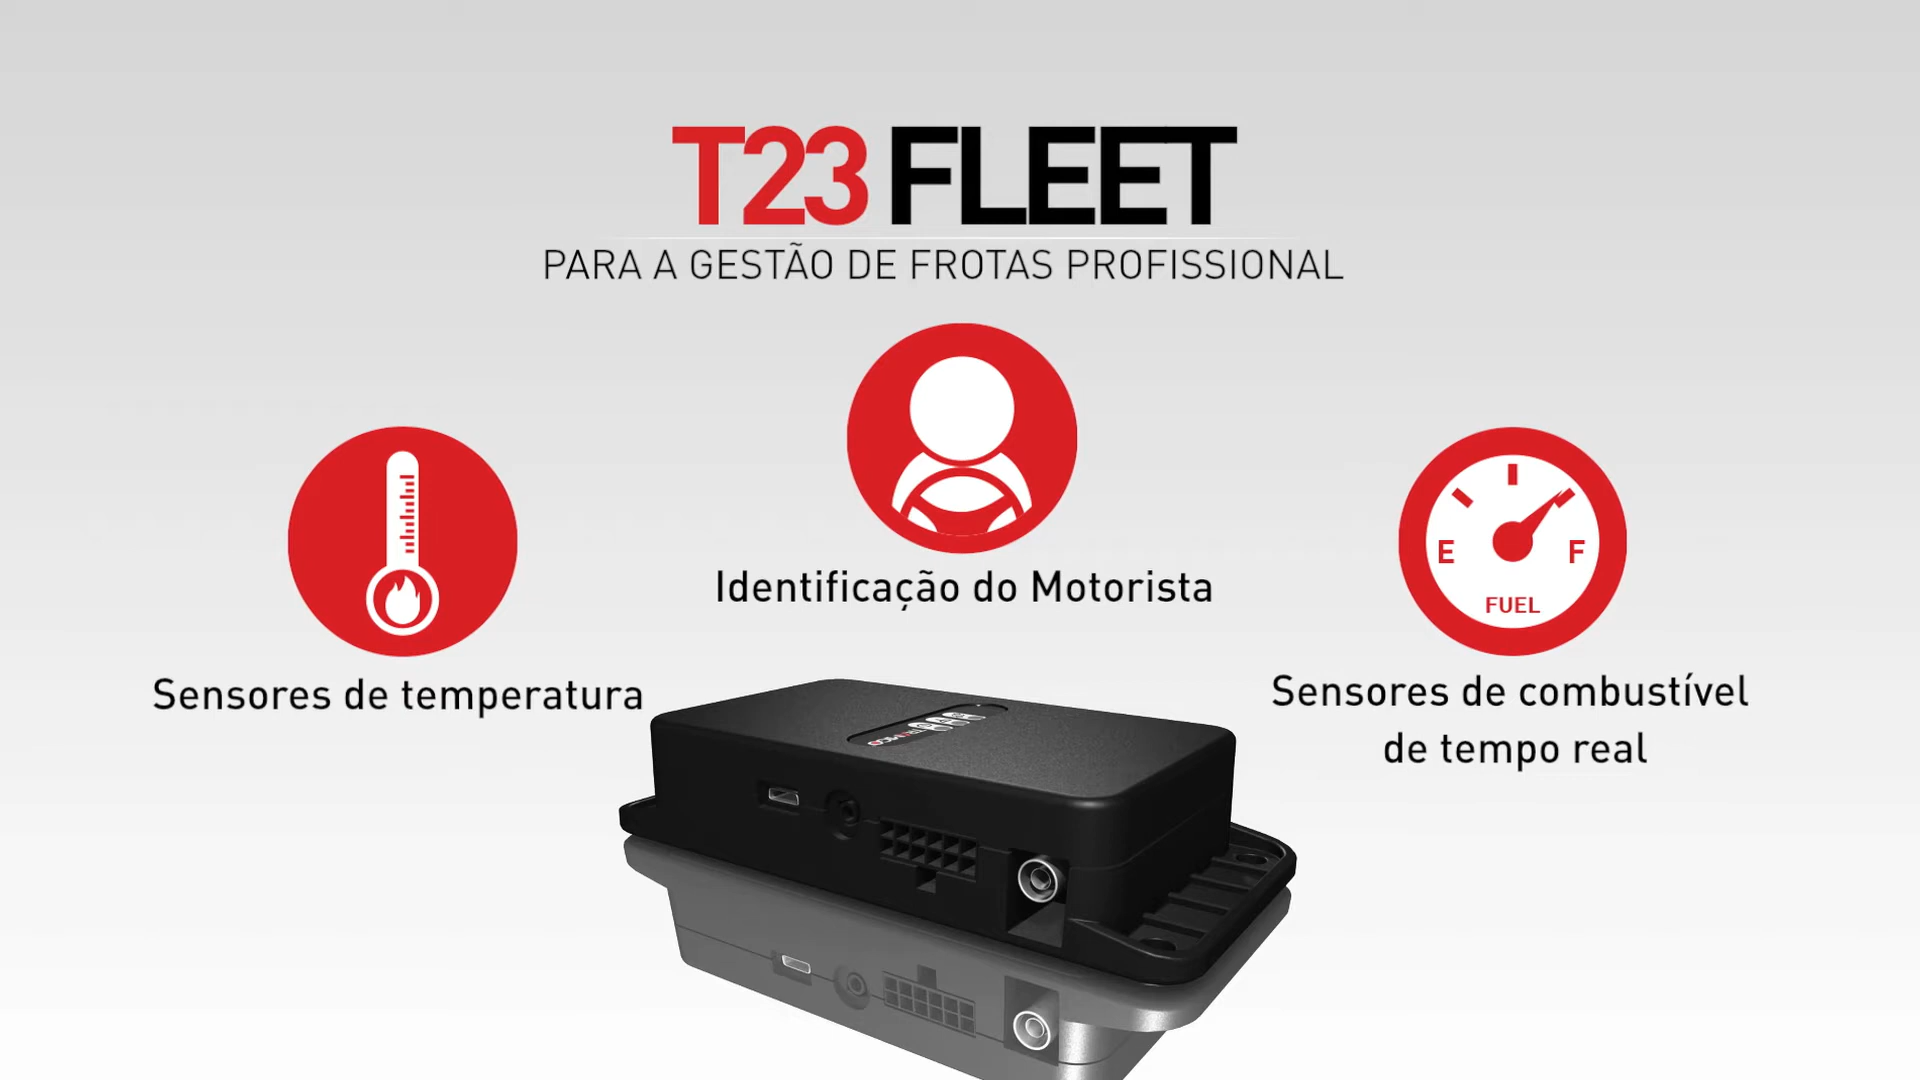 T23 FLEET
PARA A GESTÃO DE FROTAS PROFISSIONAL
Identificação do Motorista
E
F
FUEL
Sensores de temperatura
Sensores de combustível
de tempo real